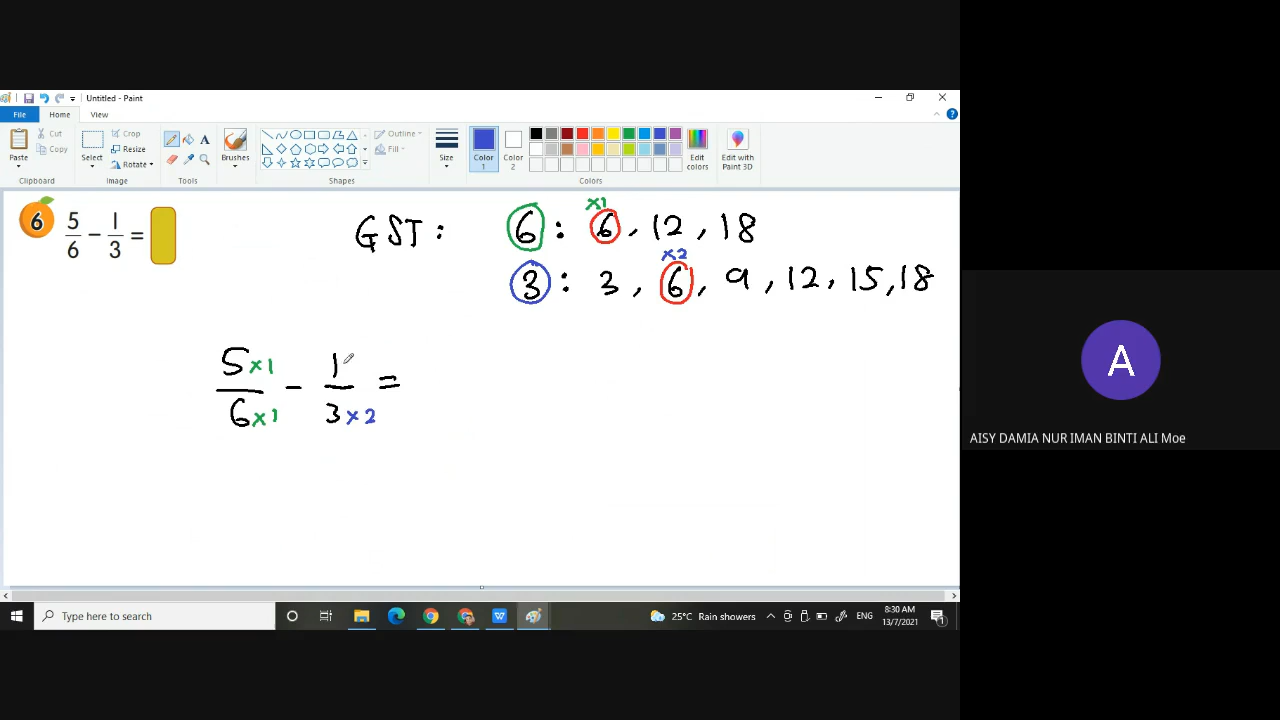 Untitled - Paint
File Home View
Paste
Cut
Copy
Clipboard
Select
Crop
Resize
Rotate
Image
Tools
Brushes
Shapes
Outline
Fill
Size
Color 1
Color 2
Edit colors
Edit with Paint 3D
Colors
6 5/6 - 1/3 =
GST :
×1
6 : 6 , 12 , 18
×2
3 : 3 , 6 , 9 , 12 , 15 , 18
5×1 1
— - — =
6×1 3×2
A
AISY DAMIA NUR IMAN BINTI ALI Moe
Type here to search
25°C Rain showers
ENG
8:30 AM
13/7/2021
1